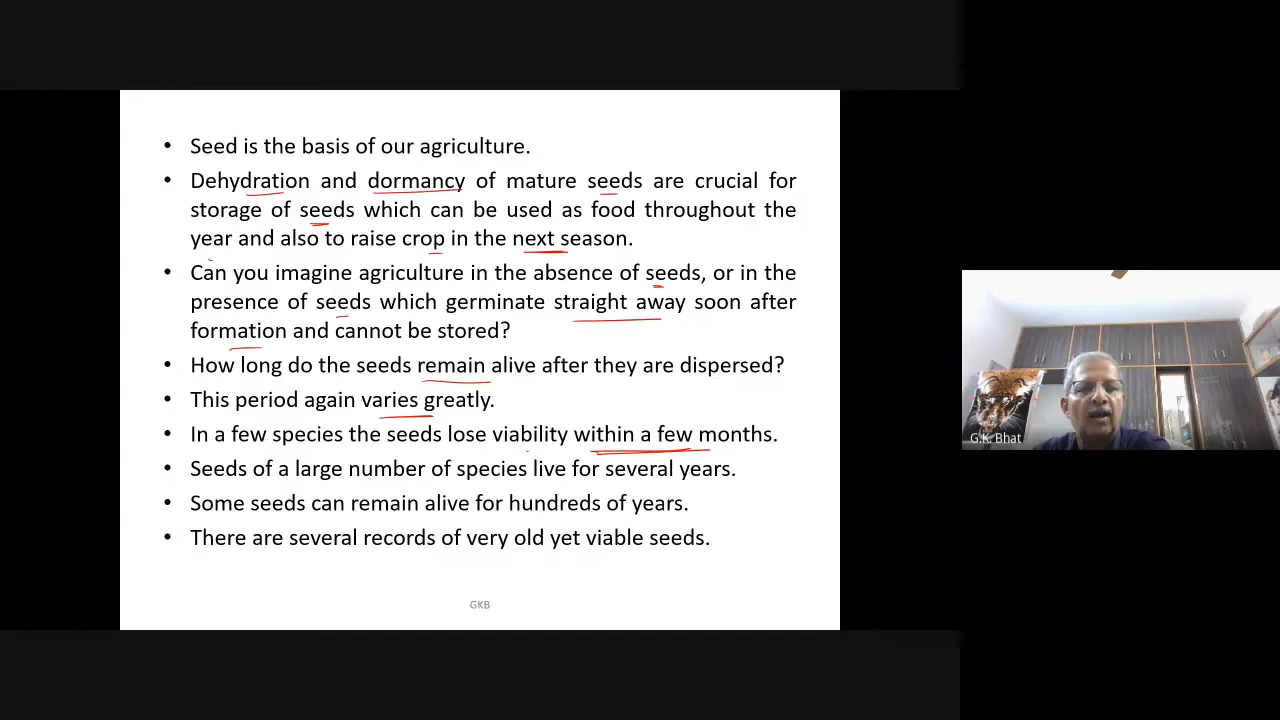 • Seed is the basis of our agriculture.
• Dehydration and dormancy of mature seeds are crucial for
storage of seeds which can be used as food throughout the
year and also to raise crop in the next season.
• Can you imagine agriculture in the absence of seeds, or in the
presence of seeds which germinate straight away soon after
formation and cannot be stored?
• How long do the seeds remain alive after they are dispersed?
• This period again varies greatly.
• In a few species the seeds lose viability within a few months.
• Seeds of a large number of species live for several years.
• Some seeds can remain alive for hundreds of years.
• There are several records of very old yet viable seeds.
GKB
G.K. Bhat